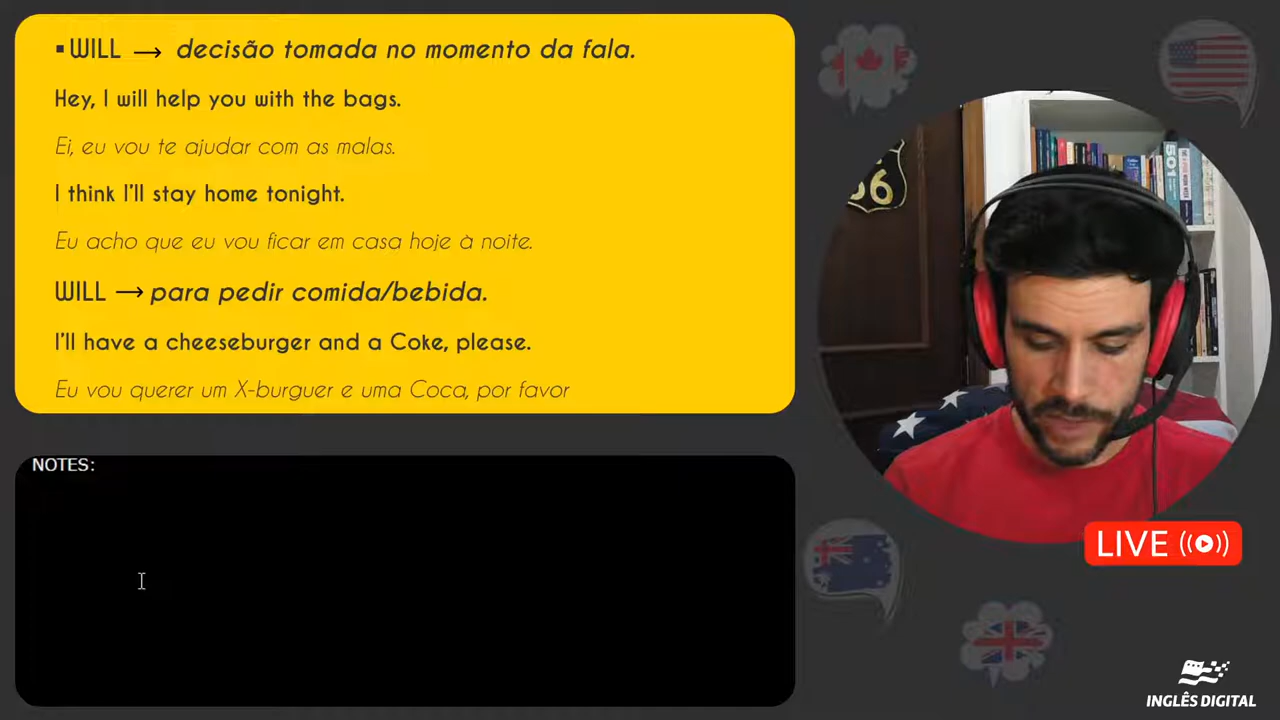 ▪WILL → decisão tomada no momento da fala.
Hey, I will help you with the bags.
Ei, eu vou te ajudar com as malas.
I think I'll stay home tonight.
Eu acho que eu vou ficar em casa hoje à noite.
WILL → para pedir comida/bebida.
I'll have a cheeseburger and a Coke, please.
Eu vou querer um X-burguer e uma Coca, por favor
NOTES:
66
501
LIVE
INGLÊS DIGITAL